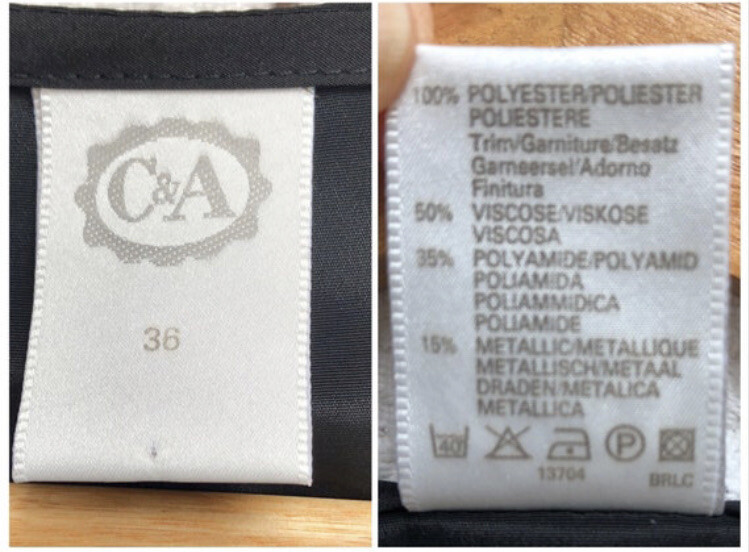 C&A
36
100% POLYESTER/POLIESTER
POLIESTERE
Trim/Garniture/Besatz
Garneersel/Adorno
Finitura
50% VISCOSE/VISKOSE
VISCOSA
35% POLYAMIDE/POLYAMID
POLIAMIDA
POLIAMMIDICA
POLIAMIDE
15% METALLIC/METALLIQUE
METALLISCH/METAAL
DRADEN/METALICA
METALLICA
40 P
13704 BRLC